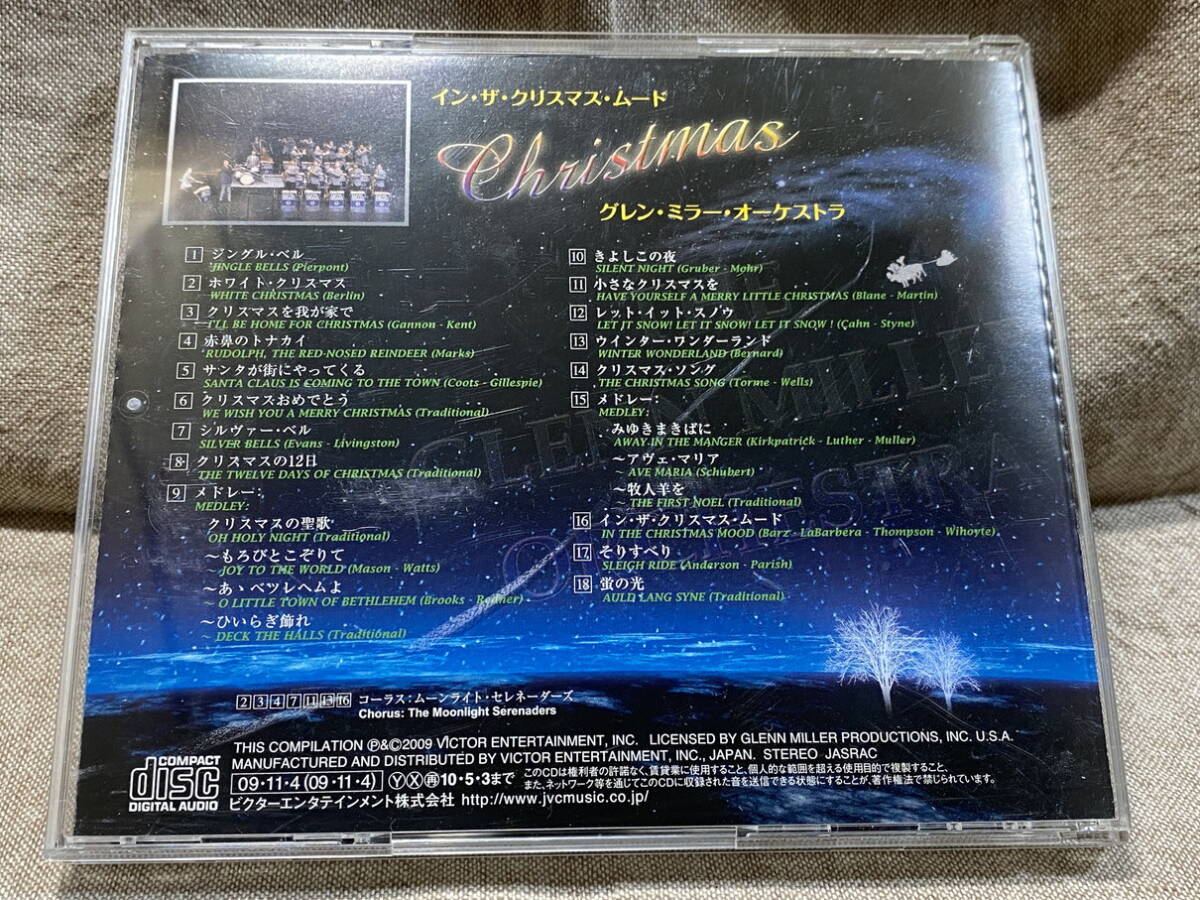 イン・ザ・クリスマス・ムード
Christmas
グレン・ミラー・オーケストラ
GLENN MILLER
ORCHESTRA
1 ジングル・ベル
JINGLE BELLS (Pierpont)
2 ホワイト・クリスマス
WHITE CHRISTMAS (Berlin)
3 クリスマスを我が家で
I'LL BE HOME FOR CHRISTMAS (Gannon - Kent)
4 赤鼻のトナカイ
RUDOLPH, THE RED-NOSED REINDEER (Marks)
5 サンタが街にやってくる
SANTA CLAUS IS COMING TO THE TOWN (Coots - Gillespie)
6 クリスマスおめでとう
WE WISH YOU A MERRY CHRISTMAS (Traditional)
7 シルヴァー・ベル
SILVER BELLS (Evans - Livingston)
8 クリスマスの12日
THE TWELVE DAYS OF CHRISTMAS (Traditional)
9 メドレー:
MEDLEY:
クリスマスの聖歌
OH HOLY NIGHT (Traditional)
～もろびとこぞりて
~ JOY TO THE WORLD (Mason - Watts)
～あゝベツレヘムよ
~ O LITTLE TOWN OF BETHLEHEM (Brooks - Redner)
～ひいらぎ飾れ
~ DECK THE HALLS (Traditional)
10 きよしこの夜
SILENT NIGHT (Gruber - Mohr)
11 小さなクリスマスを
HAVE YOURSELF A MERRY LITTLE CHRISTMAS (Blane - Martin)
12 レット・イット・スノウ
LET IT SNOW! LET IT SNOW! LET IT SNOW! (Cahn - Styne)
13 ウインター・ワンダーランド
WINTER WONDERLAND (Bernard)
14 クリスマス・ソング
THE CHRISTMAS SONG (Torme - Wells)
15 メドレー:
MEDLEY:
みゆきまきばに
AWAY IN THE MANGER (Kirkpatrick - Luther - Muller)
～アヴェ・マリア
~ AVE MARIA (Schubert)
～牧人羊を
~ THE FIRST NOEL (Traditional)
16 イン・ザ・クリスマス・ムード
IN THE CHRISTMAS MOOD (Barz - LaBarbera - Thompson - Wihoyte)
17 そりすべり
SLEIGH RIDE (Anderson - Parish)
18 蛍の光
AULD LANG SYNE (Traditional)
2 3 4 7 11 13 16 コーラス:ムーンライト・セレネーダーズ
Chorus: The Moonlight Serenaders
THIS COMPILATION ℗&©2009 VICTOR ENTERTAINMENT, INC. LICENSED BY GLENN MILLER PRODUCTIONS, INC. U.S.A.
MANUFACTURED AND DISTRIBUTED BY VICTOR ENTERTAINMENT, INC., JAPAN. STEREO JASRAC
COMPACT
disc
DIGITAL AUDIO
09・11・4 (09・11・4) Ⓨ Ⓧ 再 10・5・3まで
このCDは権利者の許諾なく、賃貸業に使用すること、個人的な範囲を超える使用目的で複製すること、
また、ネットワーク等を通じてこのCDに収録された音を送信できる状態にすることが、著作権法で禁じられています。
ビクターエンタテインメント株式会社 http://www.jvcmusic.co.jp/